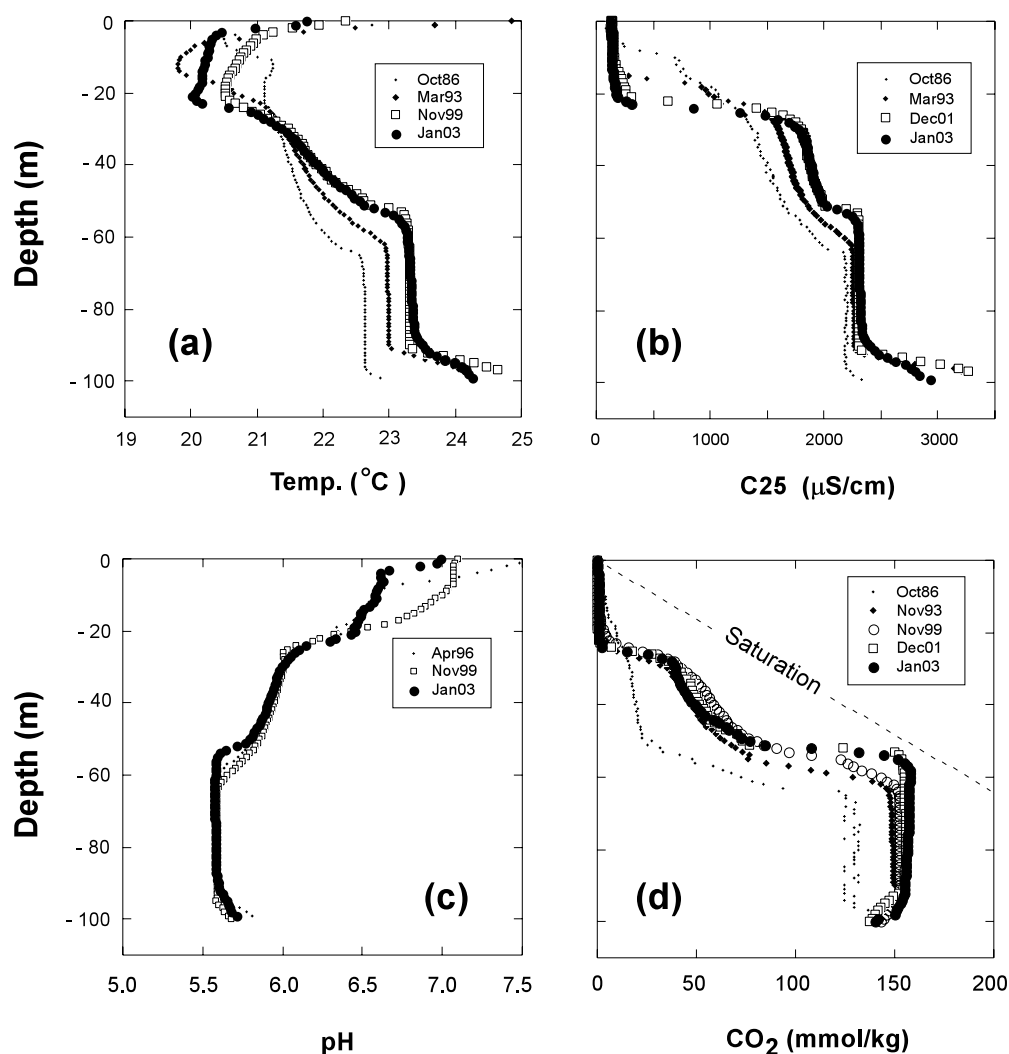 0
- 20
- 40
- 60
- 80
- 100
Depth (m)
Oct86
Mar93
Nov99
Jan03
(a)
19 20 21 22 23 24 25
Temp. (°C )
Oct86
Mar93
Dec01
Jan03
(b)
0 1000 2000 3000
C25 (μS/cm)
0
- 20
- 40
- 60
- 80
- 100
Depth (m)
Apr96
Nov99
Jan03
(c)
5.0 5.5 6.0 6.5 7.0 7.5
pH
Oct86
Nov93
Nov99
Dec01
Jan03
Saturation
(d)
0 50 100 150 200
CO2 (mmol/kg)